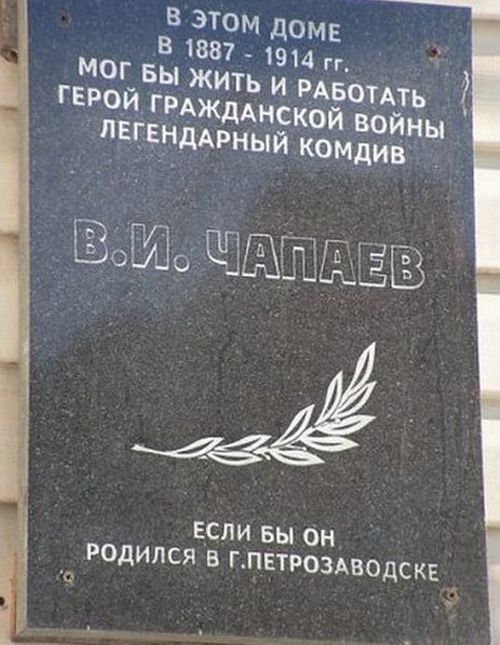 В ЭТОМ ДОМЕ
В 1887 - 1914 гг.
МОГ БЫ ЖИТЬ И РАБОТАТЬ
ГЕРОЙ ГРАЖДАНСКОЙ ВОЙНЫ
ЛЕГЕНДАРНЫЙ КОМДИВ
В.И. ЧАПАЕВ
ЕСЛИ БЫ ОН
РОДИЛСЯ В Г.ПЕТРОЗАВОДСКЕ